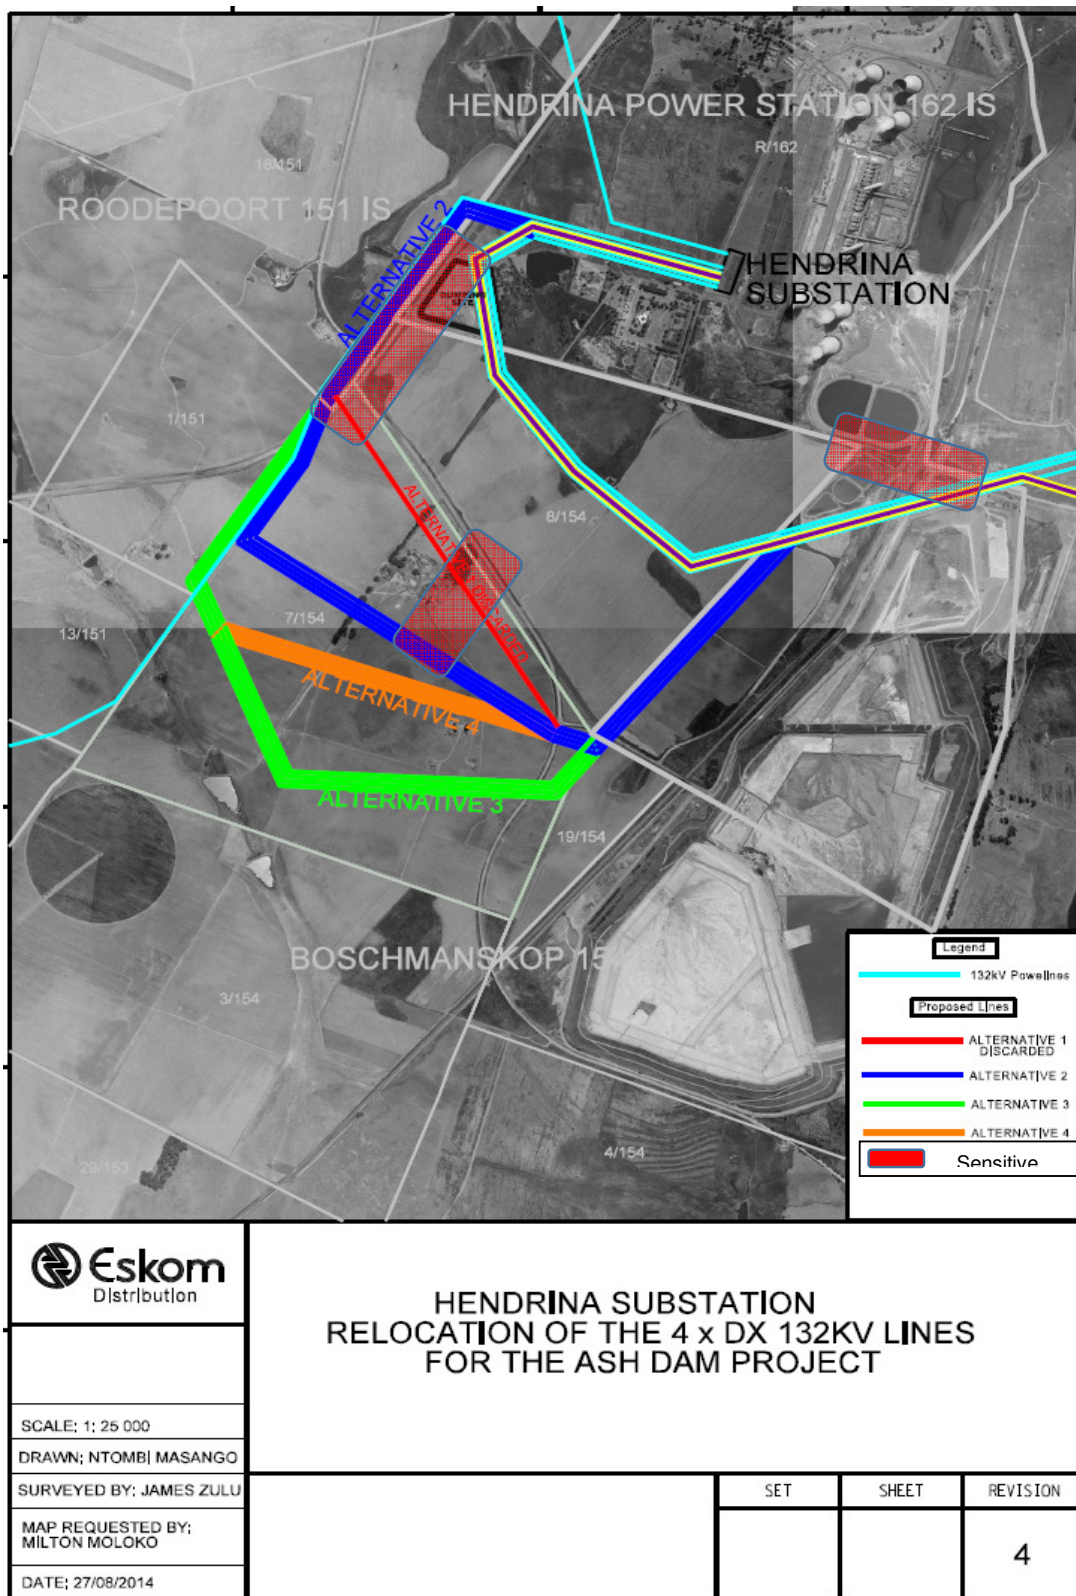 HENDRINA POWER STATION 162 IS
R/162
18/151
ROODEPOORT 151 IS
ALTERNATIVE 2
HENDRINA
SUBSTATION
SITE
1/151
ALTERNATIVE
DISCARDED
8/154
7/154
13/151
ALTERNATIVE 4
ALTERNATIVE 3
19/154
BOSCHMANSKOP 15
3/154
4/154
29/153
Legend
132kV Powelines
Proposed Lines
ALTERNATIVE 1
DISCARDED
ALTERNATIVE 2
ALTERNATIVE 3
ALTERNATIVE 4
Sensitive
Eskom
Distribution
HENDRINA SUBSTATION
RELOCATION OF THE 4 x DX 132KV LINES
FOR THE ASH DAM PROJECT
SCALE: 1: 25 000
DRAWN: NTOMBI MASANGO
SURVEYED BY: JAMES ZULU
MAP REQUESTED BY:
MILTON MOLOKO
DATE: 27/08/2014
SET
SHEET
REVISION
4